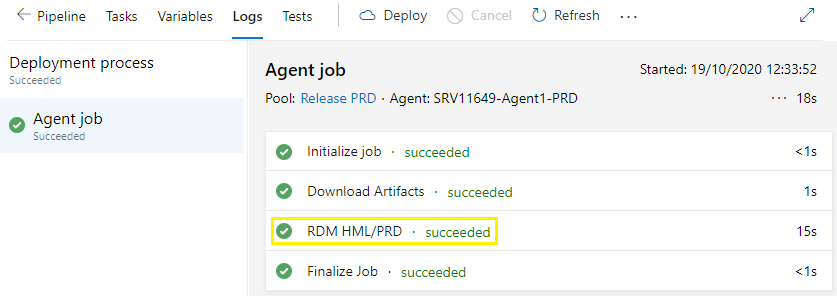 Pipeline Tasks Variables Logs Tests Deploy Cancel Refresh ...
Deployment process
Succeeded
Agent job
Succeeded
Agent job Started: 19/10/2020 12:33:52
Pool: Release PRD · Agent: SRV11649-Agent1-PRD ... 18s
Initialize job · succeeded <1s
Download Artifacts · succeeded 1s
RDM HML/PRD · succeeded 15s
Finalize Job · succeeded <1s